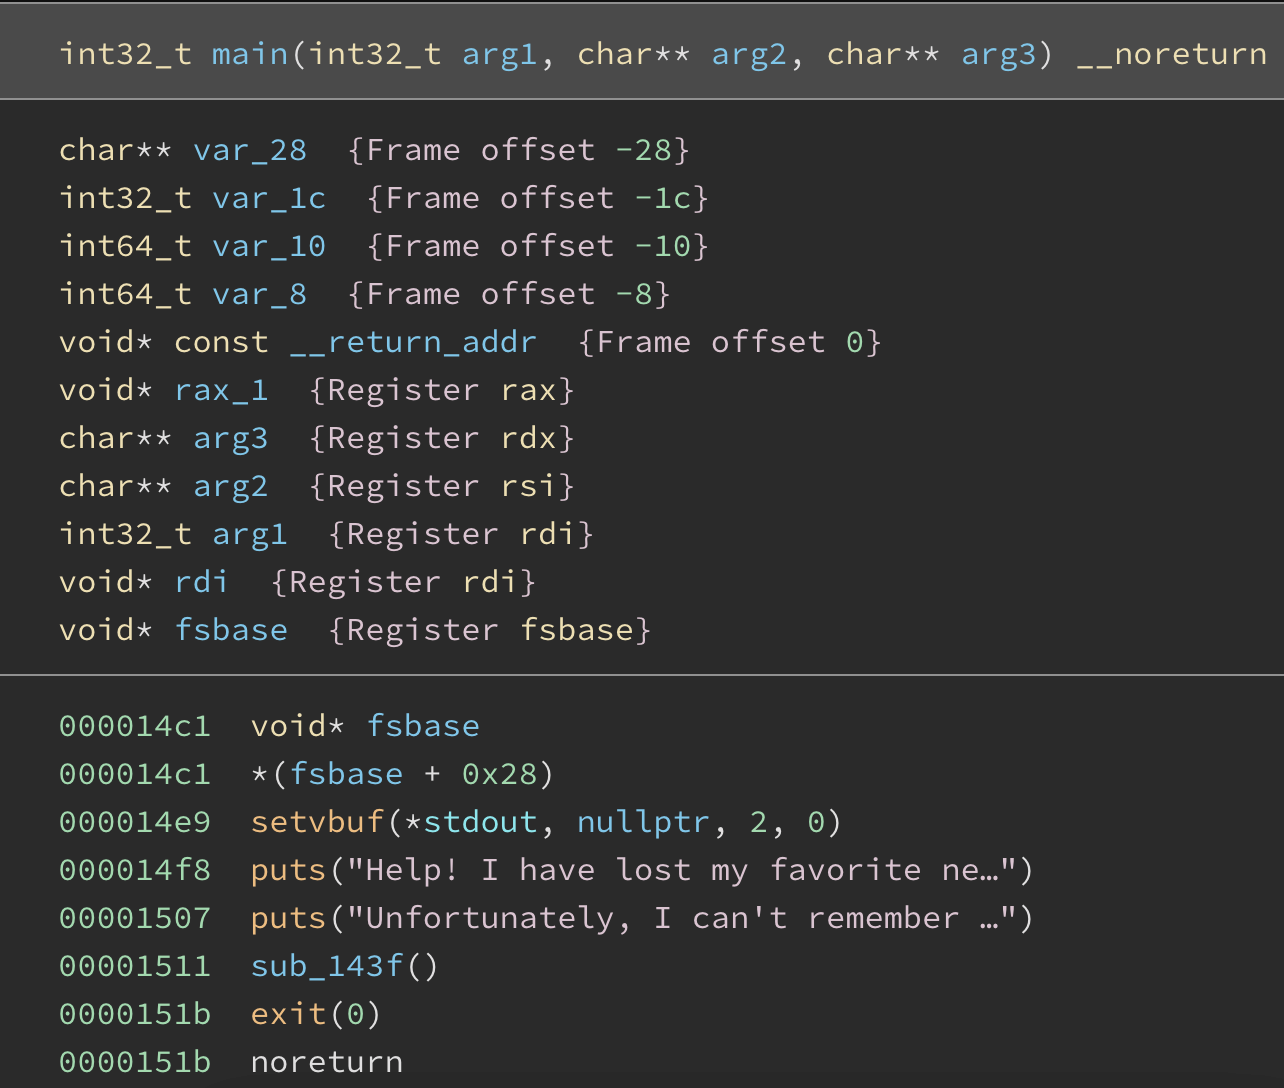 int32_t main(int32_t arg1, char** arg2, char** arg3) __noreturn
char** var_28  {Frame offset -28}
int32_t var_1c  {Frame offset -1c}
int64_t var_10  {Frame offset -10}
int64_t var_8  {Frame offset -8}
void* const __return_addr  {Frame offset 0}
void* rax_1  {Register rax}
char** arg3  {Register rdx}
char** arg2  {Register rsi}
int32_t arg1  {Register rdi}
void* rdi  {Register rdi}
void* fsbase  {Register fsbase}
000014c1  void* fsbase
000014c1  *(fsbase + 0x28)
000014e9  setvbuf(*stdout, nullptr, 2, 0)
000014f8  puts("Help! I have lost my favorite ne…")
00001507  puts("Unfortunately, I can't remember …")
00001511  sub_143f()
0000151b  exit(0)
0000151b  noreturn